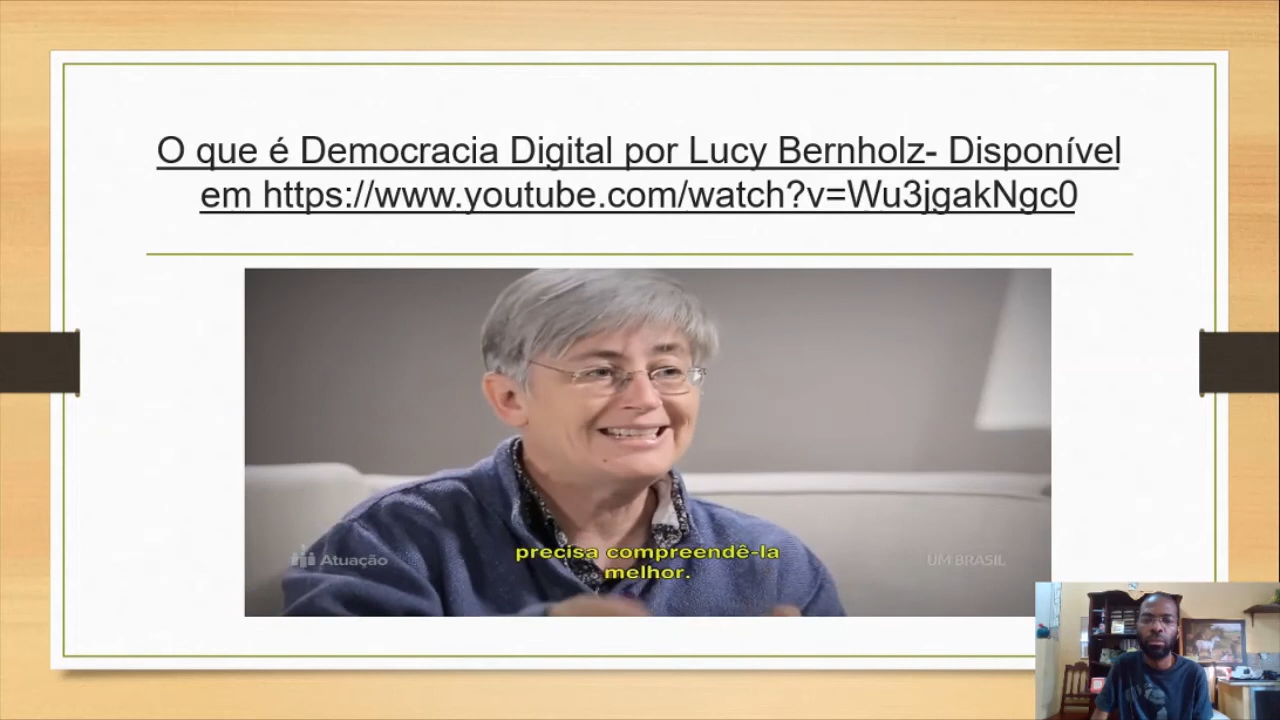 O que é Democracia Digital por Lucy Bernholz- Disponível
em https://www.youtube.com/watch?v=Wu3jgakNgc0
precisa compreendê-la
melhor.
Atuação
UM BRASIL